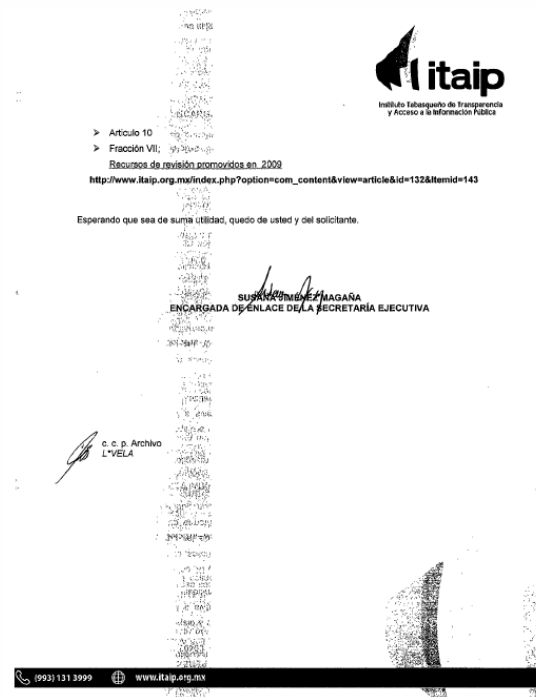 itaip
Instituto Tabasqueño de Transparencia
y Acceso a la Información Pública
➢ Artículo 10
➢ Fracción VII;
Recursos de revisión promovidos en 2009
http://www.itaip.org.mx/index.php?option=com_content&view=article&id=132&Itemid=143
Esperando que sea de suma utilidad, quedo de usted y del solicitante.
SUSANA JIMÉNEZ MAGAÑA
ENCARGADA DE ENLACE DE LA SECRETARÍA EJECUTIVA
c. c. p. Archivo
L*VELA
(993) 131 3999 www.itaip.org.mx